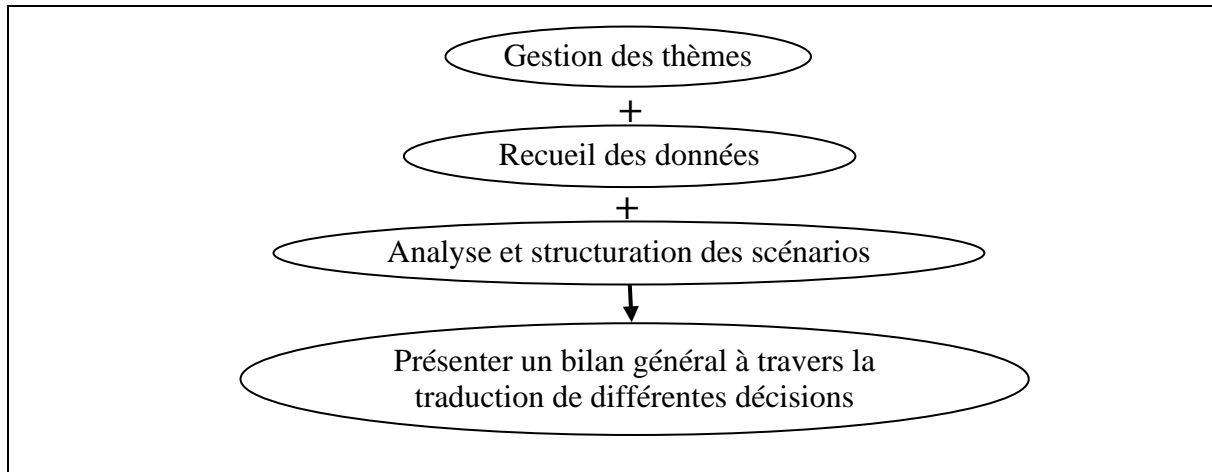 Gestion des thèmes
+
Recueil des données
+
Analyse et structuration des scénarios
Présenter un bilan général à travers la
traduction de différentes décisions